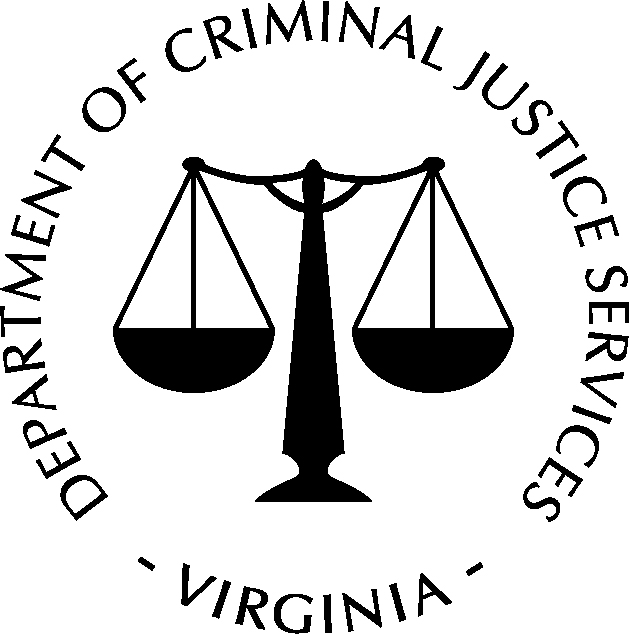 DEPARTMENT OF CRIMINAL JUSTICE SERVICES
- VIRGINIA -